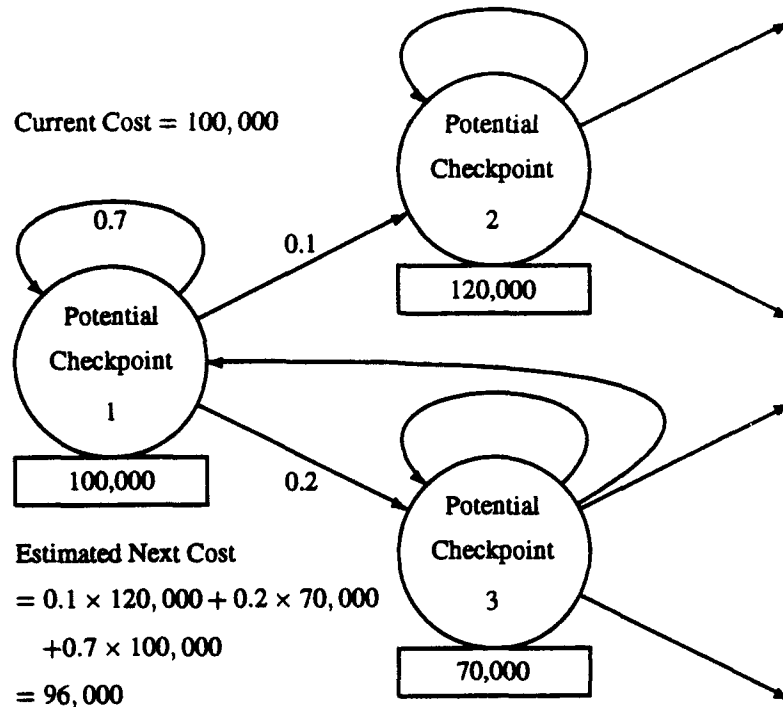 Current Cost = 100,000
Potential
Checkpoint
2
120,000
0.7
0.1
Potential
Checkpoint
1
100,000
0.2
Potential
Checkpoint
3
70,000
Estimated Next Cost
= 0.1 × 120,000 + 0.2 × 70,000
+0.7 × 100,000
= 96,000